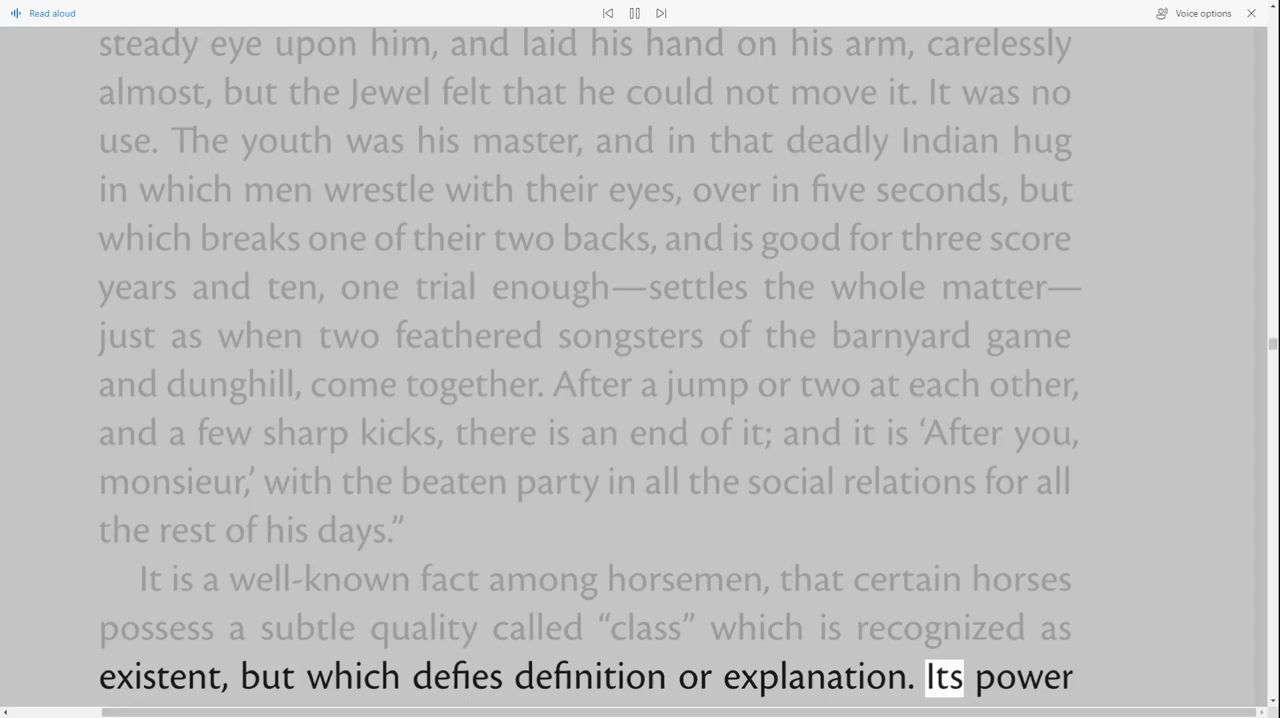 Read aloud
Voice options
steady eye upon him, and laid his hand on his arm, carelessly
almost, but the Jewel felt that he could not move it. It was no
use. The youth was his master, and in that deadly Indian hug
in which men wrestle with their eyes, over in five seconds, but
which breaks one of their two backs, and is good for three score
years and ten, one trial enough—settles the whole matter—
just as when two feathered songsters of the barnyard game
and dunghill, come together. After a jump or two at each other,
and a few sharp kicks, there is an end of it; and it is ‘After you,
monsieur,’ with the beaten party in all the social relations for all
the rest of his days.”
It is a well-known fact among horsemen, that certain horses
possess a subtle quality called “class” which is recognized as
existent, but which defies definition or explanation. Its power